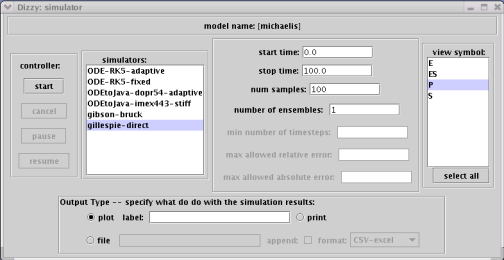 Dizzy: simulator
model name: [michaelis]
controller:
start
cancel
pause
resume
simulators:
ODE-RK5-adaptive
ODE-RK5-fixed
ODEtoJava-dopr54-adaptive
ODEtoJava-imex443-stiff
gibson-bruck
gillespie-direct
start time: 0.0
stop time: 100.0
num samples: 100
number of ensembles: 1
min number of timesteps:
max allowed relative error:
max allowed absolute error:
view symbol:
E
ES
P
S
select all
Output Type -- specify what do do with the simulation results:
plot label: print
file append: format: CSV-excel